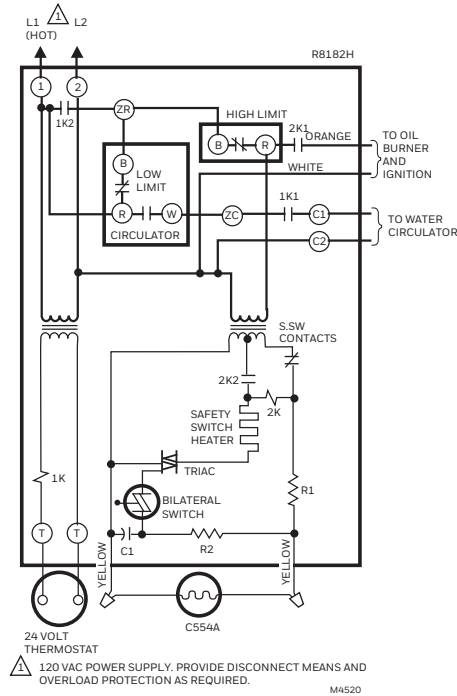 L1
(HOT)
1
L2
R8182H
1
2
1K2
ZR
HIGH LIMIT
B
R
2K1
ORANGE
TO OIL
BURNER
AND
IGNITION
WHITE
B
LOW
LIMIT
R
W
CIRCULATOR
ZC
1K1
C1
C2
TO WATER
CIRCULATOR
S.SW
CONTACTS
2K2
2K
SAFETY
SWITCH
HEATER
TRIAC
1K
BILATERAL
SWITCH
R1
T
T
C1
R2
YELLOW
YELLOW
C554A
24 VOLT
THERMOSTAT
1 120 VAC POWER SUPPLY. PROVIDE DISCONNECT MEANS AND
OVERLOAD PROTECTION AS REQUIRED.
M4520